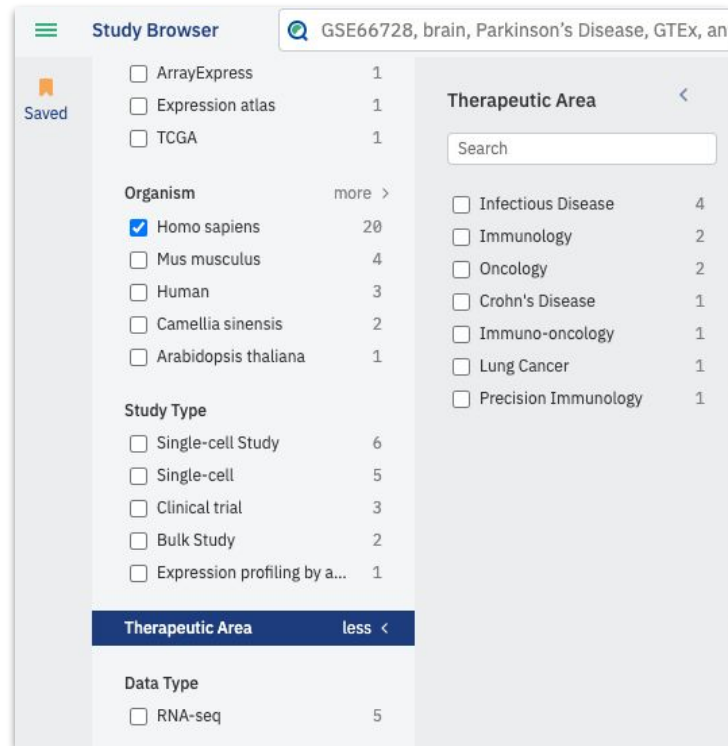 Study Browser
GSE66728, brain, Parkinson's Disease, GTEx, an
Saved
ArrayExpress 1
Expression atlas 1
TCGA 1
Organism more >
Homo sapiens 20
Mus musculus 4
Human 3
Camellia sinensis 2
Arabidopsis thaliana 1
Study Type
Single-cell Study 6
Single-cell 5
Clinical trial 3
Bulk Study 2
Expression profiling by a... 1
Therapeutic Area less <
Data Type
RNA-seq 5
Therapeutic Area <
Search
Infectious Disease 4
Immunology 2
Oncology 2
Crohn's Disease 1
Immuno-oncology 1
Lung Cancer 1
Precision Immunology 1